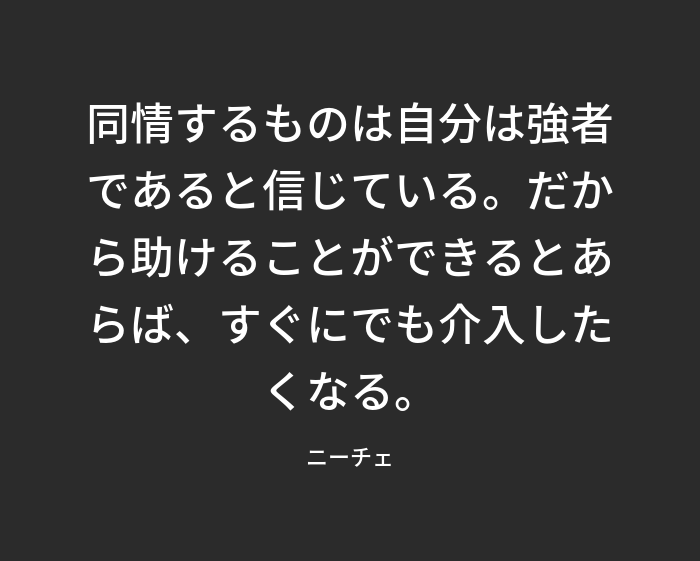 同情するものは自分は強者
であると信じている。だか
ら助けることができるとあ
らば、すぐにでも介入した
くなる。
ニーチェ